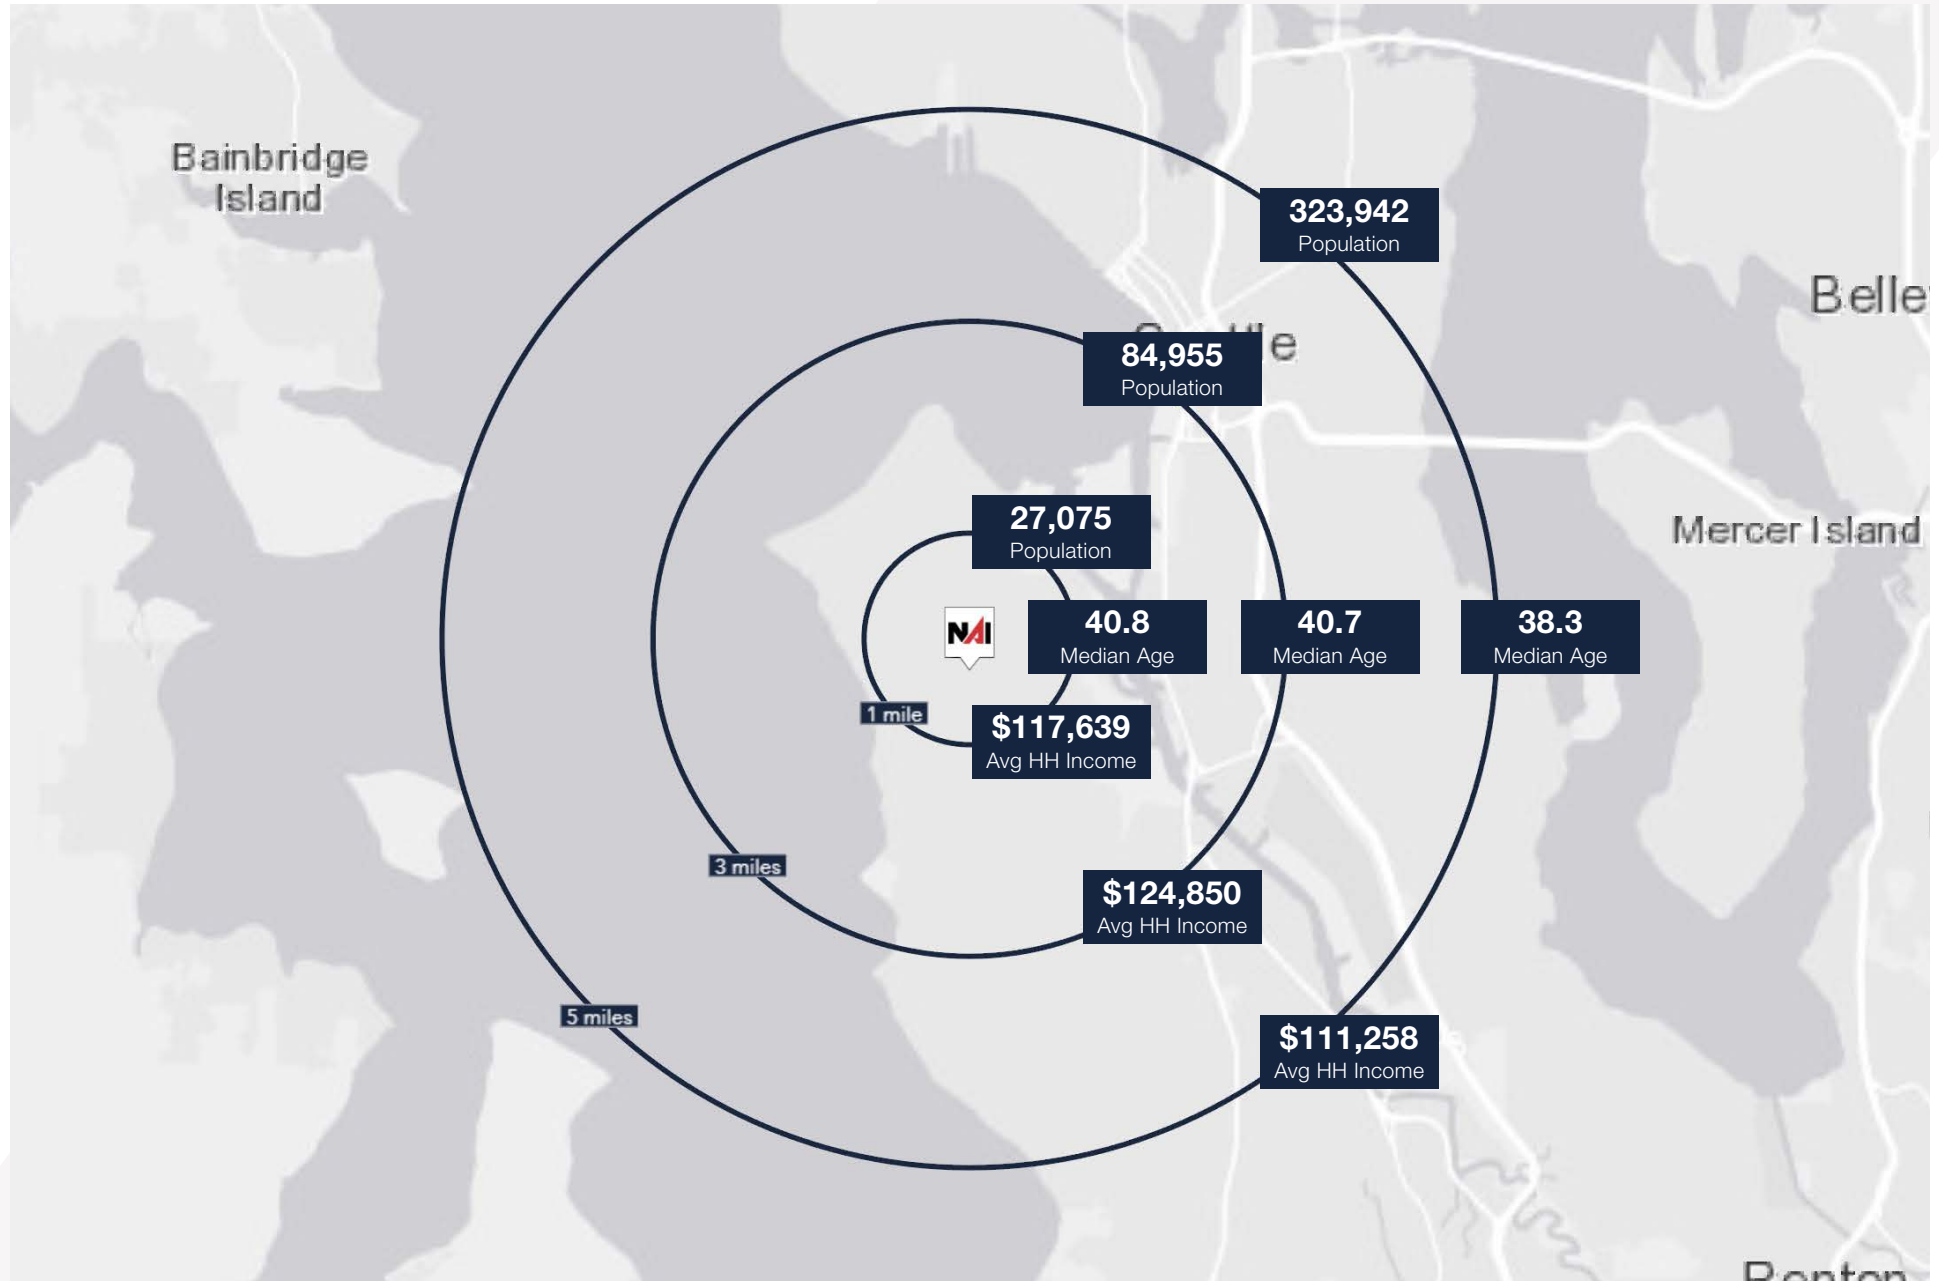 Bainbridge
Island
323,942
Population
Belle
84,955
Population
27,075
Population
Mercer Island
NAI
40.8
Median Age
40.7
Median Age
38.3
Median Age
1 mile
$117,639
Avg HH Income
3 miles
$124,850
Avg HH Income
5 miles
$111,258
Avg HH Income